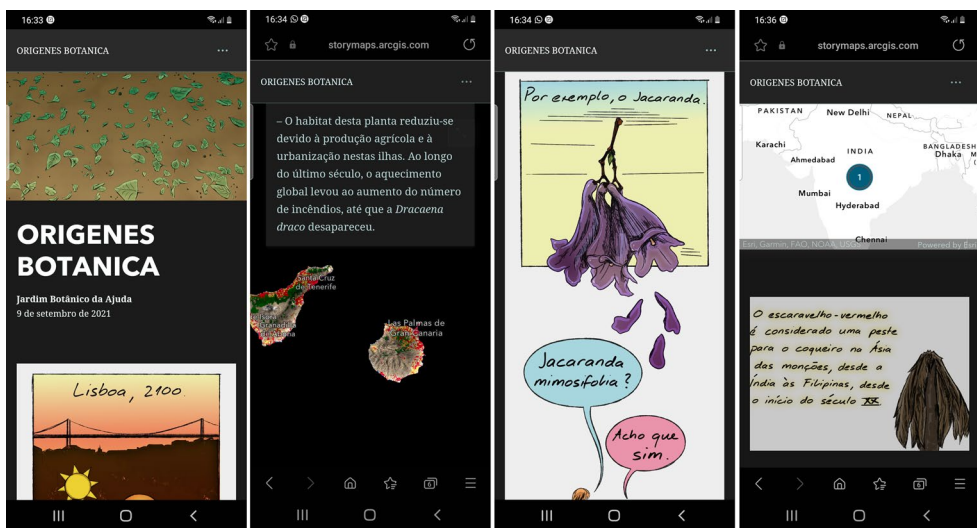 16:33
ORIGENES BOTANICA
ORIGENES
BOTANICA
Jardim Botânico da Ajuda
9 de setembro de 2021
Lisboa, 2100.
16:34
storymaps.arcgis.com
ORIGENES BOTANICA
– O habitat desta planta reduziu-se
devido à produção agrícola e à
urbanização nestas ilhas. Ao longo
do último século, o aquecimento
global levou ao aumento do número
de incêndios, até que a Dracaena
draco desapareceu.
Santa Cruz
de Tenerife
Granadilla
Las Palmas de
Gran Canaria
6
16:34
ORIGENES BOTANICA
Por exemplo, o Jacaranda.
Jacaranda
mimosifolia?
Acho que
sim.
16:36
storymaps.arcgis.com
ORIGENES BOTANICA
PAKISTAN
New Delhi
NEPAL
Karachi
INDIA
BANGLADESH
Ahmedabad
Dhaka
M
1
Mumbai
Hyderabad
Chennai
Esri, Garmin, FAO, NOAA, USGS
Powered by Esri
O escaravelho-vermelho
é considerado uma peste
para o coqueiro na Ásia
das monções, desde a
Índia às Filipinas, desde
o início do século XX.
6